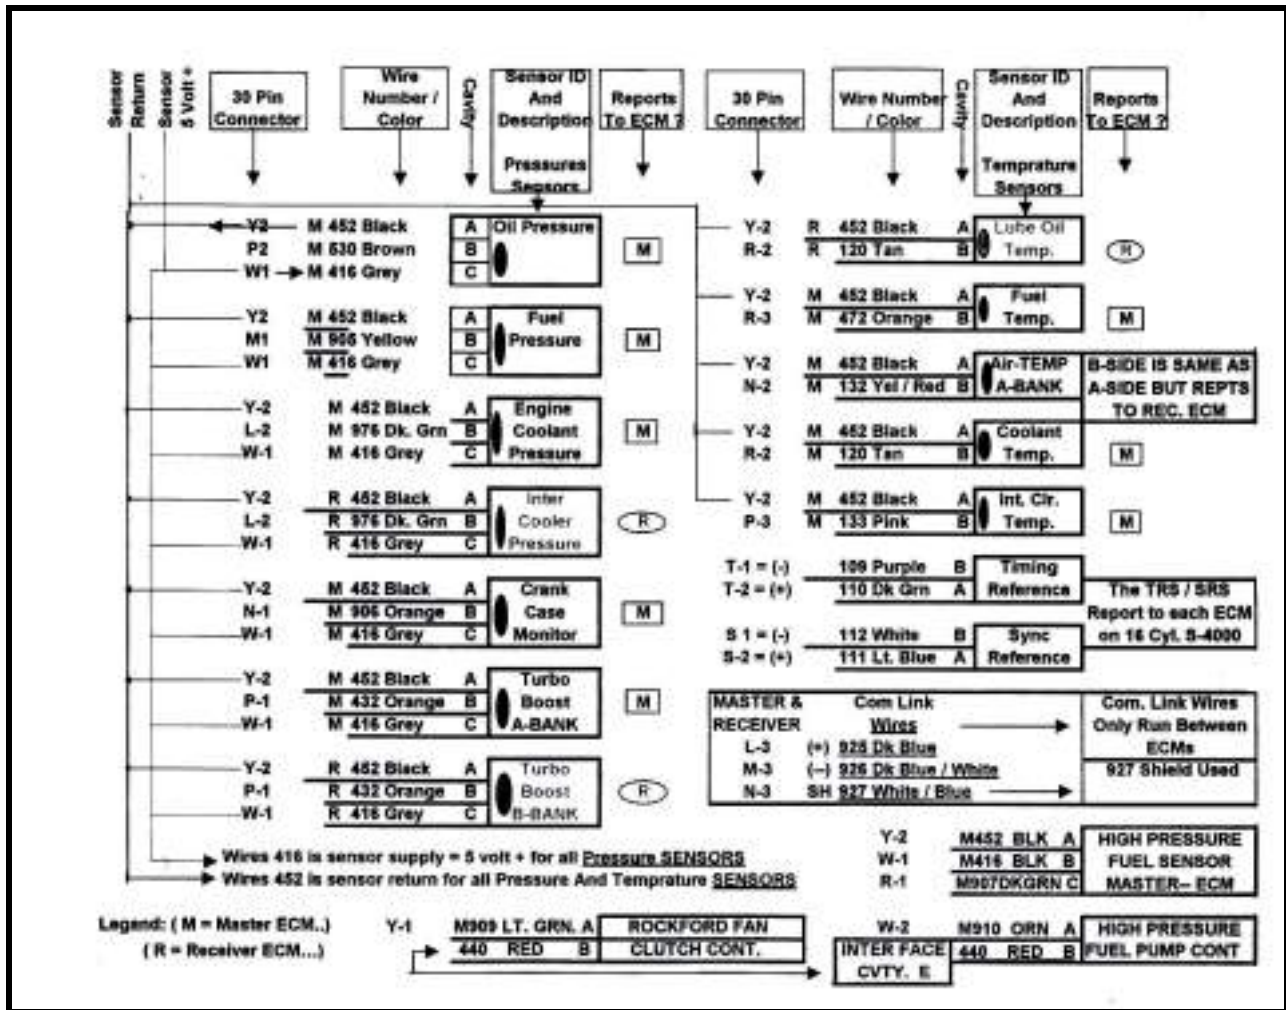 Sensor Return
Sensor 5 Volt +
30 Pin Connector
Wire Number / Color
Cavity
Sensor ID And Description
Pressures Sensors
Reports To ECM ?
30 Pin Connector
Wire Number / Color
Cavity
Sensor ID And Description
Temprature Sensors
Reports To ECM ?
Y2 M 452 Black A Oil Pressure
P2 M 530 Brown B M
W1 M 416 Grey C
Y2 M 452 Black A Fuel
M1 M 905 Yellow B Pressure M
W1 M 416 Grey C
Y-2 M 452 Black A Engine
L-2 M 976 Dk. Grn B Coolant M
W-1 M 416 Grey C Pressure
Y-2 R 452 Black A Inter
L-2 R 976 Dk. Grn B Cooler R
W-1 R 416 Grey C Pressure
Y-2 M 452 Black A Crank
N-1 M 906 Orange B Case M
W-1 M 416 Grey C Monitor
Y-2 M 452 Black A Turbo
P-1 M 432 Orange B Boost M
W-1 M 416 Grey C A-BANK
Y-2 R 452 Black A Turbo
P-1 R 432 Orange B Boost R
W-1 R 416 Grey C B-BANK
Y-2 R 452 Black A Lube Oil
R-2 R 120 Tan B Temp. R
Y-2 M 452 Black A Fuel
R-3 M 472 Orange B Temp. M
Y-2 M 452 Black A Air-TEMP
N-2 M 132 Yel / Red B A-BANK
B-SIDE IS SAME AS
A-SIDE BUT REPTS
TO REC. ECM
Y-2 M 452 Black A Coolant
R-2 M 120 Tan B Temp. M
Y-2 M 452 Black A Int. Clr.
P-3 M 133 Pink B Temp. M
T-1 = (-) 109 Purple B Timing
T-2 = (+) 110 Dk Grn A Reference
S 1 = (-) 112 White B Sync
S-2 = (+) 111 Lt. Blue A Reference
The TRS / SRS
Report to each ECM
on 16 Cyl. S-4000
MASTER & Com Link
RECEIVER Wires
L-3 (+) 925 Dk Blue
M-3 (--) 926 Dk Blue / White
N-3 SH 927 White / Blue
Com. Link Wires
Only Run Between
ECMs
927 Shield Used
Y-2 M452 BLK A HIGH PRESSURE
W-1 M416 BLK B FUEL SENSOR
R-1 M907DKGRN C MASTER-- ECM
Wires 416 is sensor supply = 5 volt + for all Pressure SENSORS
Wires 452 is sensor return for all Pressure And Temprature SENSORS
Legend: ( M = Master ECM..)
( R = Receiver ECM...)
Y-1 M909 LT. GRN. A ROCKFORD FAN
440 RED B CLUTCH CONT.
W-2 M910 ORN A HIGH PRESSURE
INTER FACE 440 RED B FUEL PUMP CONT
CVTY. E